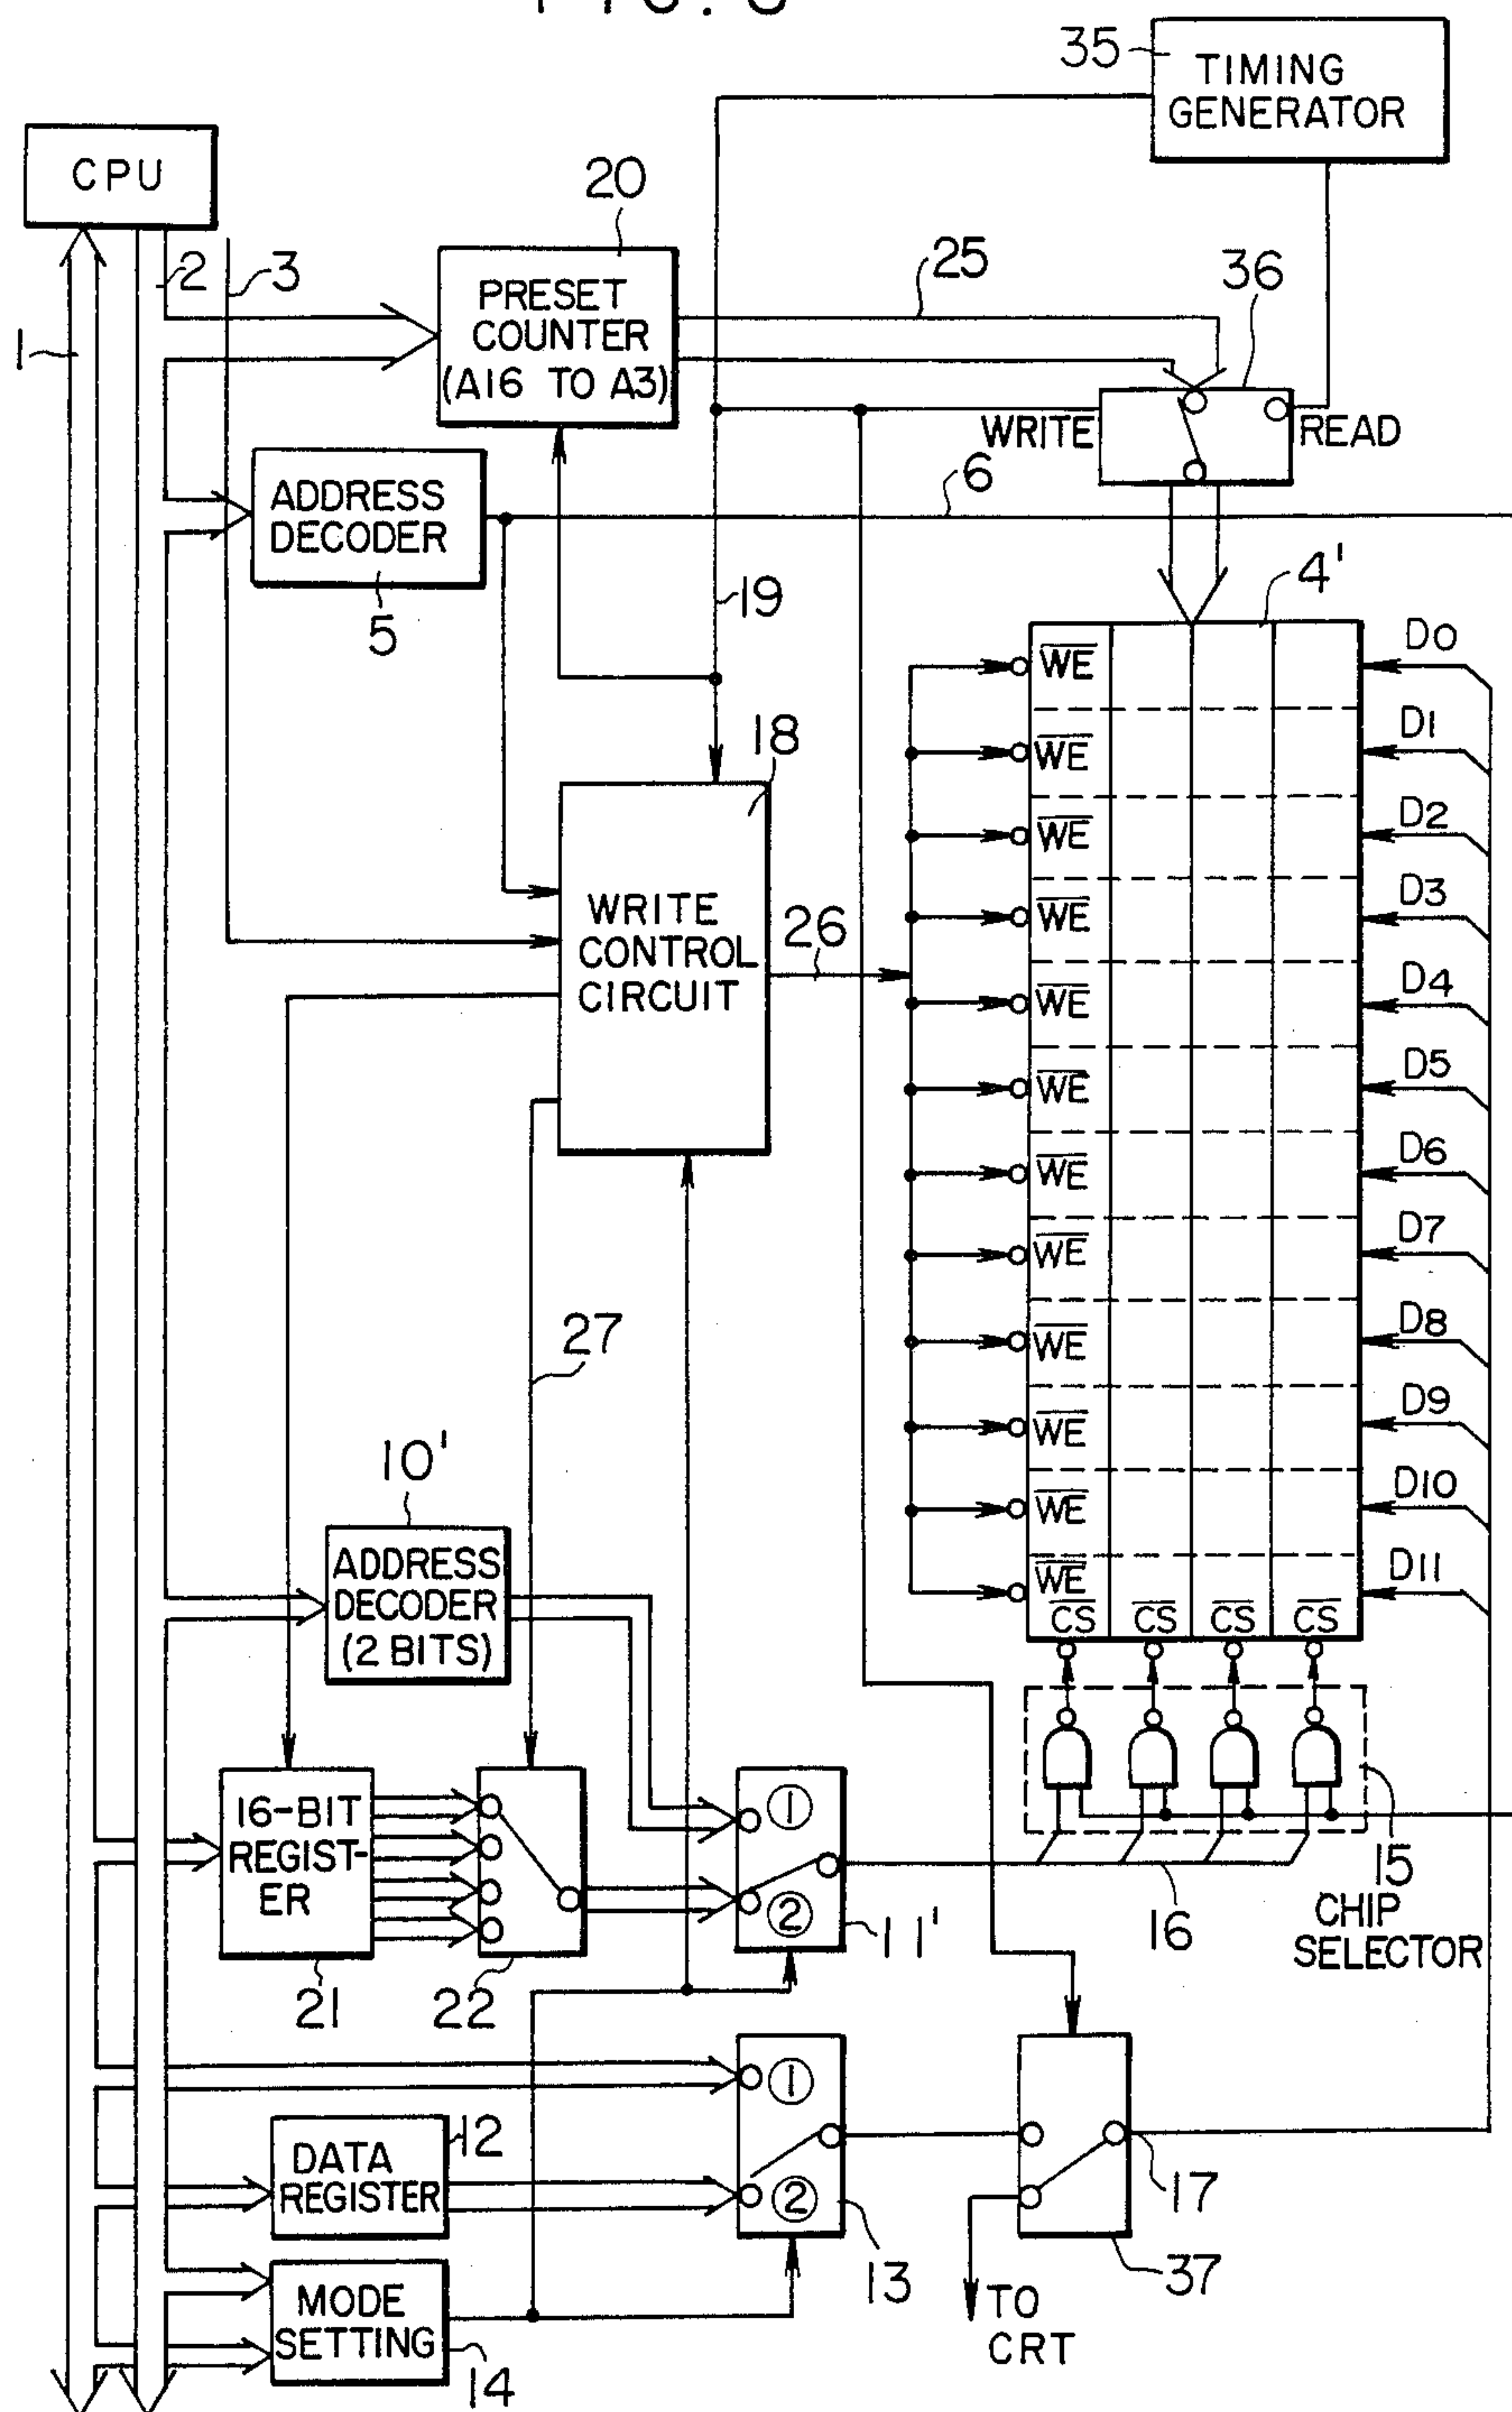 35
TIMING
GENERATOR
CPU
20
2
3
1
PRESET
COUNTER
(A16 TO A3)
25
36
WRITE
READ
6
ADDRESS
DECODER
5
19
4'
18
WRITE
CONTROL
CIRCUIT
26
WE D0
WE D1
WE D2
WE D3
WE D4
WE D5
WE D6
WE D7
WE D8
WE D9
WE D10
WE D11
CS CS CS CS
27
10'
ADDRESS
DECODER
(2 BITS)
16-BIT
REGIST-
ER
21
22
①
②
11'
16
15
CHIP
SELECTOR
①
②
13
12
DATA
REGISTER
17
37
MODE
SETTING
14
TO
CRT